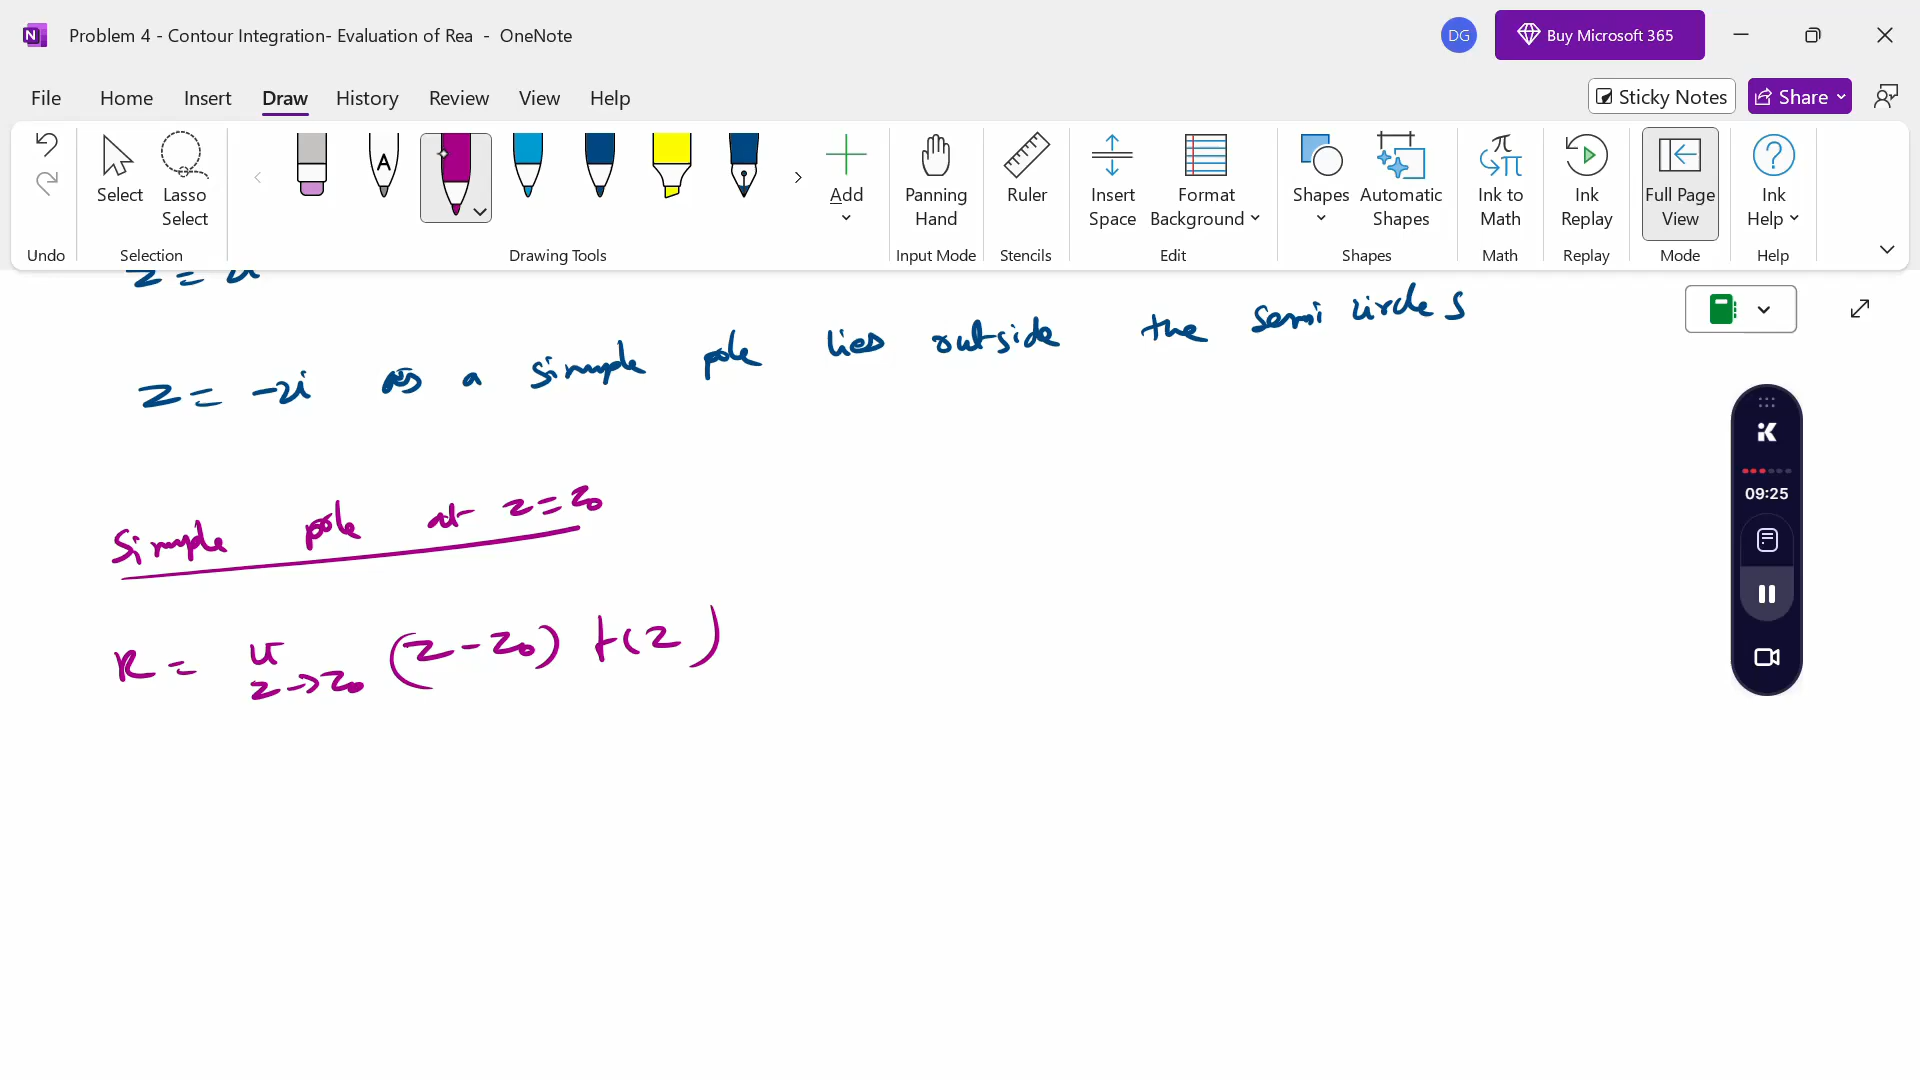 Problem 4 - Contour Integration- Evaluation of Rea - OneNote
DG
Buy Microsoft 365
File Home Insert Draw History Review View Help
Sticky Notes
Share
A
Select
Lasso Select
Add
Panning Hand
Ruler
Insert Space
Format Background
Shapes
Automatic Shapes
Ink to Math
Ink Replay
Full Page View
Ink Help
Undo Selection Drawing Tools Input Mode Stencils Edit Shapes Math Replay Mode Help
z = 2i
z = -2i is a simple pole lies outside the semi circle S
09:25
Simple pole at z = z₀
R = Lt z→z₀ (z - z₀) f(z)